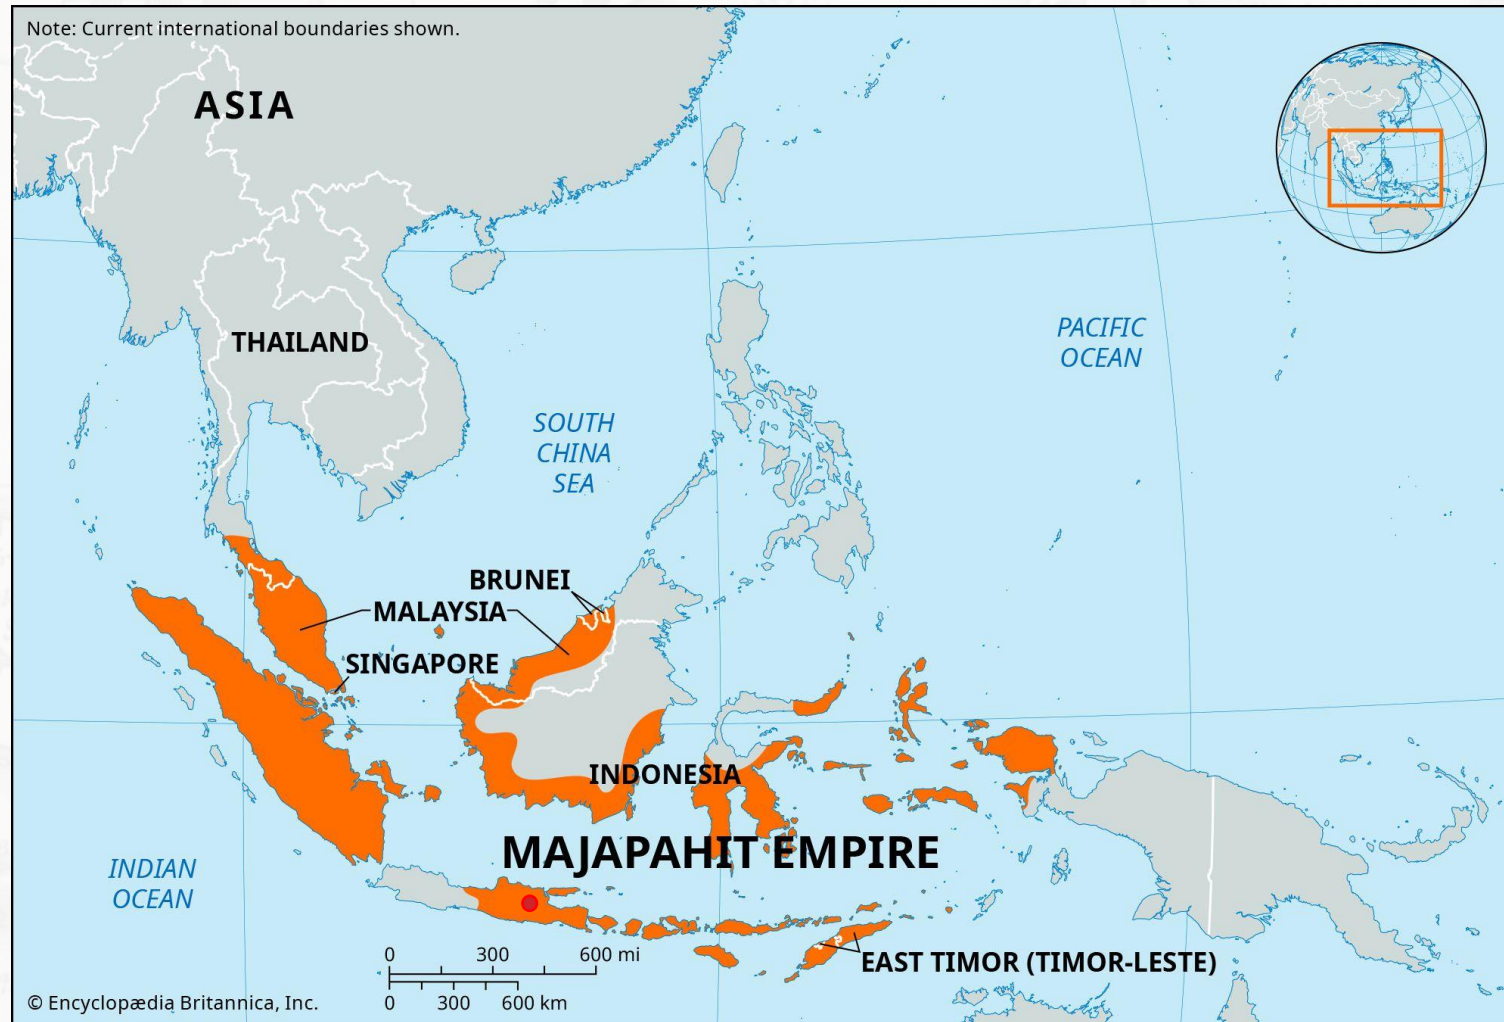 Note: Current international boundaries shown.
ASIA
THAILAND
PACIFIC
OCEAN
SOUTH
CHINA
SEA
BRUNEI
MALAYSIA
SINGAPORE
INDONESIA
MAJAPAHIT EMPIRE
INDIAN
OCEAN
EAST TIMOR (TIMOR-LESTE)
0 300 600 mi
0 300 600 km
© Encyclopædia Britannica, Inc.